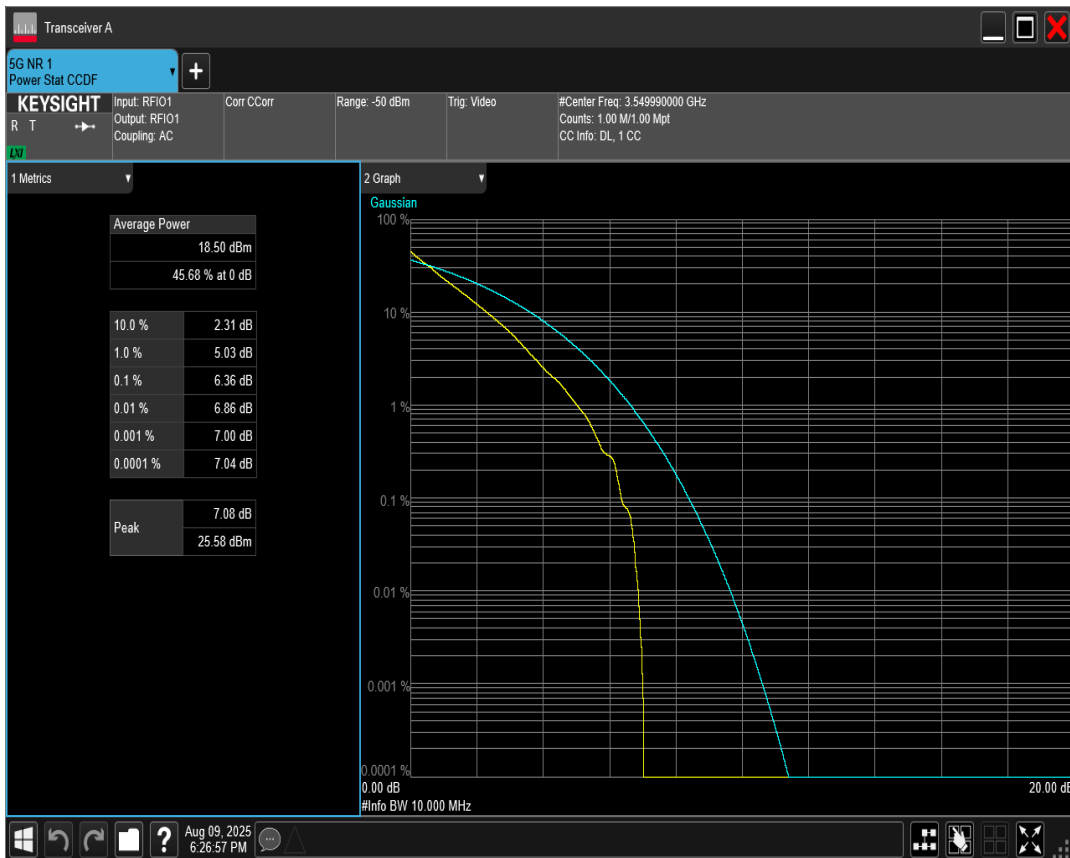 Transceiver A
5G NR 1
Power Stat CCDF
KEYSIGHT
R T
LXI
Input: RFIO1
Output: RFIO1
Coupling: AC
Corr CCorr
Range: -50 dBm
Trig: Video
#Center Freq: 3.549990000 GHz
Counts: 1.00 M/1.00 Mpt
CC Info: DL, 1 CC
1 Metrics
Average Power
18.50 dBm
45.68 % at 0 dB
10.0 % 2.31 dB
1.0 % 5.03 dB
0.1 % 6.36 dB
0.01 % 6.86 dB
0.001 % 7.00 dB
0.0001 % 7.04 dB
Peak 7.08 dB
25.58 dBm
2 Graph
Gaussian
100 %
10 %
1 %
0.1 %
0.01 %
0.001 %
0.0001 %
0.00 dB 20.00 dB
#Info BW 10.000 MHz
Aug 09, 2025
6:26:57 PM